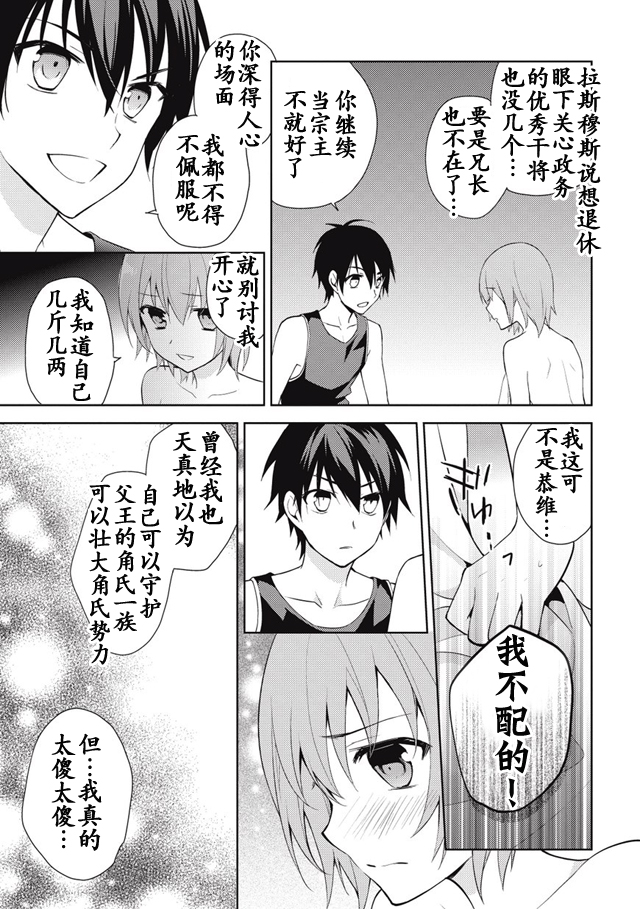 拉斯穆斯说想退休
眼下关心政务
的优秀干将
也没几个…
要是兄长
也不在了…
你继续
当宗主
不就好了
你深得人心
的场面
我都不得
不佩服呢
就别讨我
开心了
我知道自己
几斤几两
我这可
不是恭维…
我不配的！
曾经我也
天真地以为
自己可以守护
父王的角氏一族
可以壮大角氏势力
但…我真的
太傻太傻…